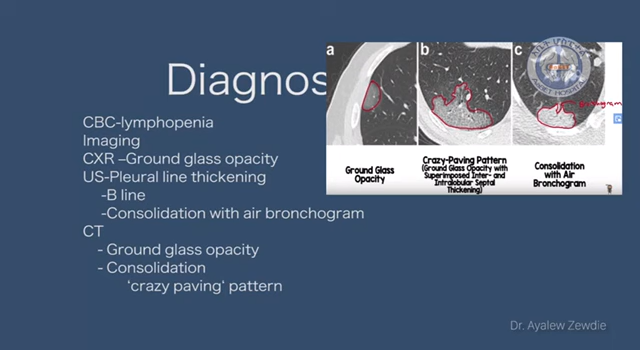 Diagnos
CBC-lymphopenia
Imaging
CXR –Ground glass opacity
US-Pleural line thickening
-B line
-Consolidation with air bronchogram
CT
- Ground glass opacity
- Consolidation
'crazy paving' pattern
a
b
c
Ground Glass
Opacity
Crazy-Paving Pattern
(Ground Glass Opacity with
Superimposed Inter- and
Intralobular Septal
Thickening)
Consolidation
with Air
Bronchogram
Dr. Ayalew Zewdie